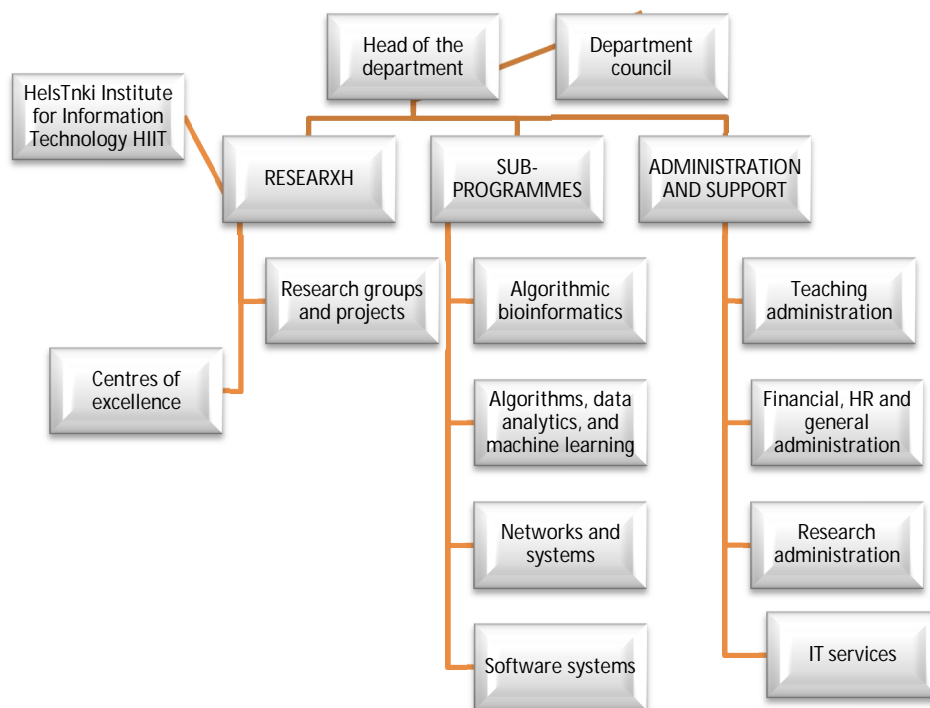 Head of the
department
Department
council
HelsTnki Institute
for Information
Technology HIIT
RESEARXH
SUB-
PROGRAMMES
ADMINISTRATION
AND SUPPORT
Research groups
and projects
Centres of
excellence
Algorithmic
bioinformatics
Algorithms, data
analytics, and
machine learning
Networks and
systems
Software systems
Teaching
administration
Financial, HR and
general
administration
Research
administration
IT services